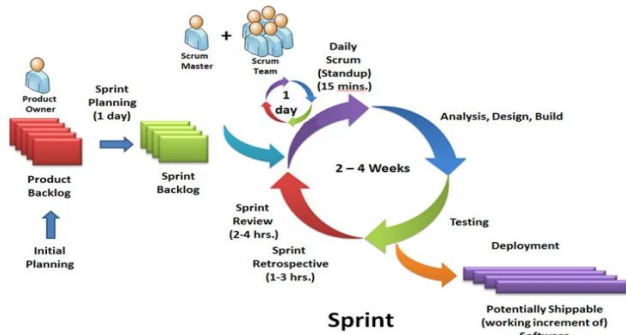 Scrum
Master
+
Scrum
Team
Daily
Scrum
(Standup)
(15 mins.)
Product
Owner
Sprint
Planning
(1 day)
1
day
Analysis, Design, Build
2 – 4 Weeks
Product
Backlog
Sprint
Backlog
Initial
Planning
Sprint
Review
(2-4 hrs.)
Sprint
Retrospective
(1-3 hrs.)
Testing
Deployment
Sprint
Potentially Shippable
(working increment of)